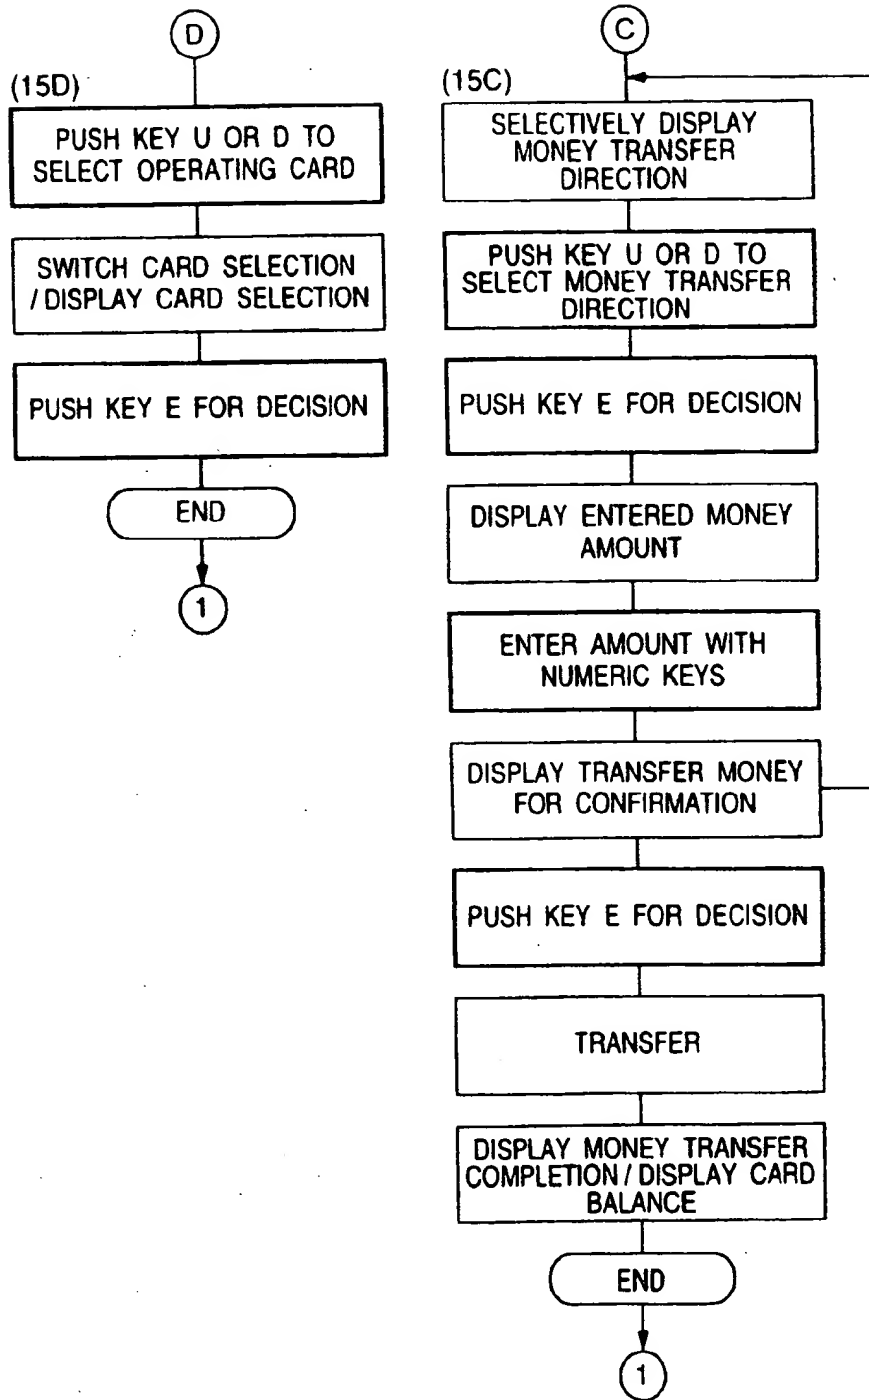 D
(15D)
PUSH KEY U OR D TO
SELECT OPERATING CARD
SWITCH CARD SELECTION
/ DISPLAY CARD SELECTION
PUSH KEY E FOR DECISION
END
1
C
(15C)
SELECTIVELY DISPLAY
MONEY TRANSFER
DIRECTION
PUSH KEY U OR D TO
SELECT MONEY TRANSFER
DIRECTION
PUSH KEY E FOR DECISION
DISPLAY ENTERED MONEY
AMOUNT
ENTER AMOUNT WITH
NUMERIC KEYS
DISPLAY TRANSFER MONEY
FOR CONFIRMATION
PUSH KEY E FOR DECISION
TRANSFER
DISPLAY MONEY TRANSFER
COMPLETION / DISPLAY CARD
BALANCE
END
1